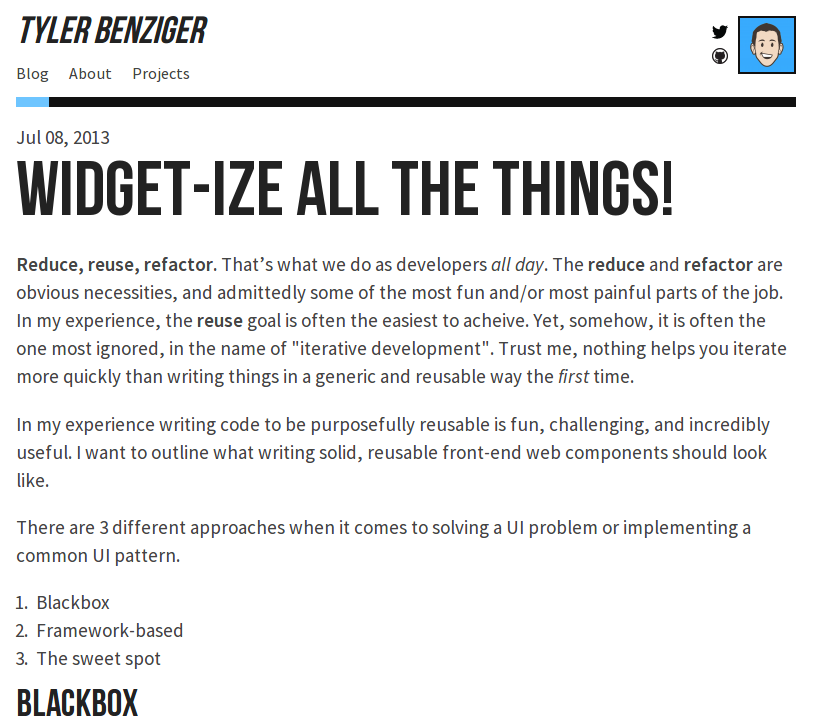 TYLER BENZIGER
Blog About Projects
Jul 08, 2013
WIDGET-IZE ALL THE THINGS!
Reduce, reuse, refactor. That’s what we do as developers all day. The reduce and refactor are
obvious necessities, and admittedly some of the most fun and/or most painful parts of the job.
In my experience, the reuse goal is often the easiest to acheive. Yet, somehow, it is often the
one most ignored, in the name of "iterative development". Trust me, nothing helps you iterate
more quickly than writing things in a generic and reusable way the first time.
In my experience writing code to be purposefully reusable is fun, challenging, and incredibly
useful. I want to outline what writing solid, reusable front-end web components should look
like.
There are 3 different approaches when it comes to solving a UI problem or implementing a
common UI pattern.
1. Blackbox
2. Framework-based
3. The sweet spot
BLACKBOX